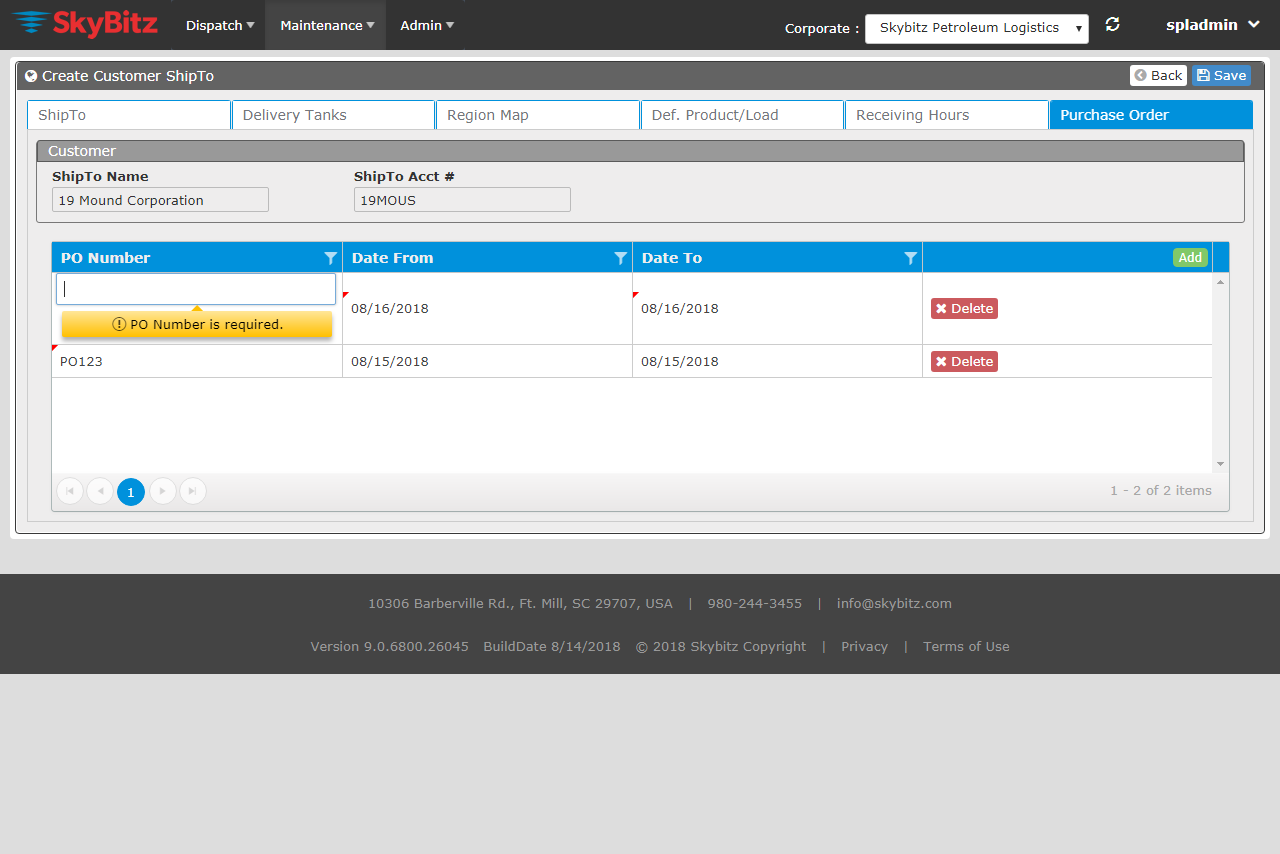 SkyBitz Dispatch Maintenance Admin Corporate : Skybitz Petroleum Logistics spladmin
Create Customer ShipTo Back Save
ShipTo Delivery Tanks Region Map Def. Product/Load Receiving Hours Purchase Order
Customer
ShipTo Name ShipTo Acct #
19 Mound Corporation 19MOUS
PO Number Date From Date To Add
08/16/2018 08/16/2018 Delete
PO Number is required.
PO123 08/15/2018 08/15/2018 Delete
1 1 - 2 of 2 items
10306 Barberville Rd., Ft. Mill, SC 29707, USA | 980-244-3455 | info@skybitz.com
Version 9.0.6800.26045 BuildDate 8/14/2018 © 2018 Skybitz Copyright | Privacy | Terms of Use